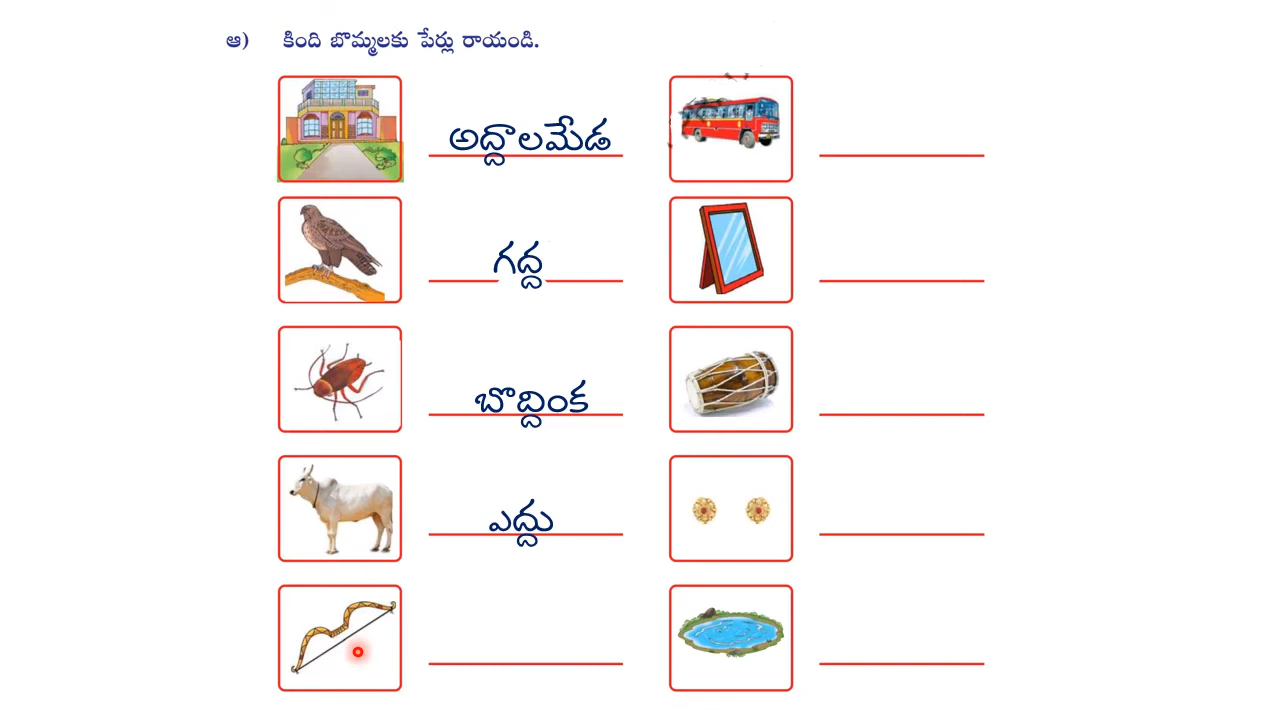 ఆ) కింది బొమ్మలకు పేర్లు రాయండి.
అద్దాలమేడ
గద్ద
బొద్దింక
ఎద్దు